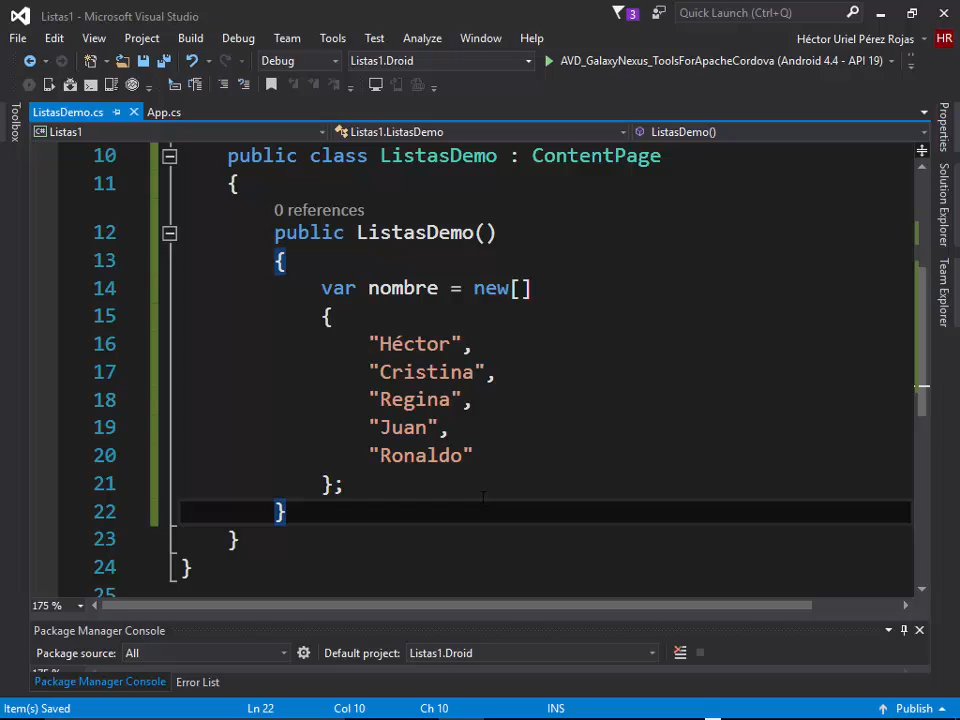 Listas1 - Microsoft Visual Studio
3
Quick Launch (Ctrl+Q)
File Edit View Project Build Debug Team Tools Test Analyze Window Help
Héctor Uriel Pérez Rojas
HR
Debug
Listas1.Droid
AVD_GalaxyNexus_ToolsForApacheCordova (Android 4.4 - API 19)
Toolbox
ListasDemo.cs
App.cs
Listas1
Listas1.ListasDemo
ListasDemo()
10 public class ListasDemo : ContentPage
11 {
0 references
12 public ListasDemo()
13 {
14 var nombre = new[]
15 {
16 "Héctor",
17 "Cristina",
18 "Regina",
19 "Juan",
20 "Ronaldo"
21 };
22 }
23 }
24 }
25
Properties
Solution Explorer
Team Explorer
175 %
Package Manager Console
Package source: All
Default project: Listas1.Droid
175 %
Package Manager Console
Error List
Item(s) Saved
Ln 22
Col 10
Ch 10
INS
Publish